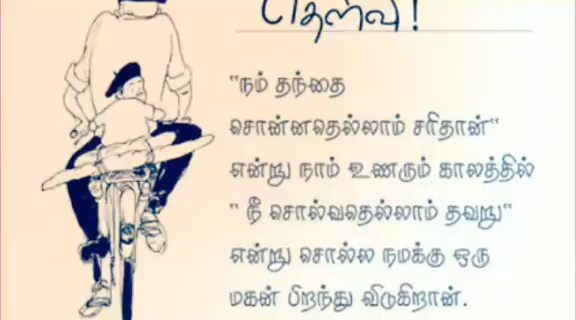 தெளிவு!
"நம் தந்தை
சொன்னதெல்லாம் சரிதான்"
என்று நாம் உணரும் காலத்தில்
" நீ சொல்வதெல்லாம் தவறு"
என்று சொல்ல நமக்கு ஒரு
மகன் பிறந்து விடுகிறான்.